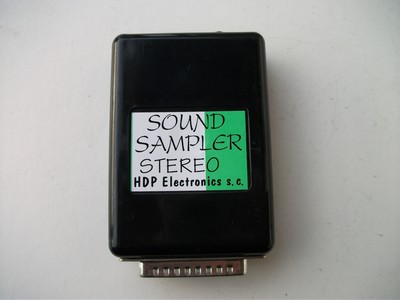 SOUND
SAMPLER
STEREO
HDP Electronics s.c.